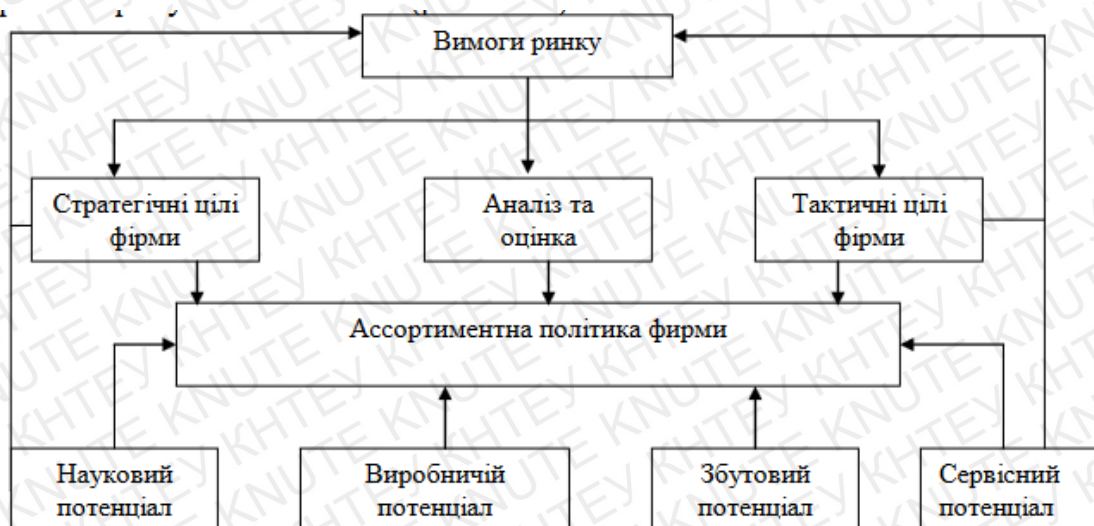 Вимоги ринку
Стратегічні цілі
фірми
Аналіз та
оцінка
Тактичні цілі
фірми
Ассортиментна політика фирми
Науковий
потенціал
Виробничій
потенціал
Збутовий
потенціал
Сервісний
потенціал